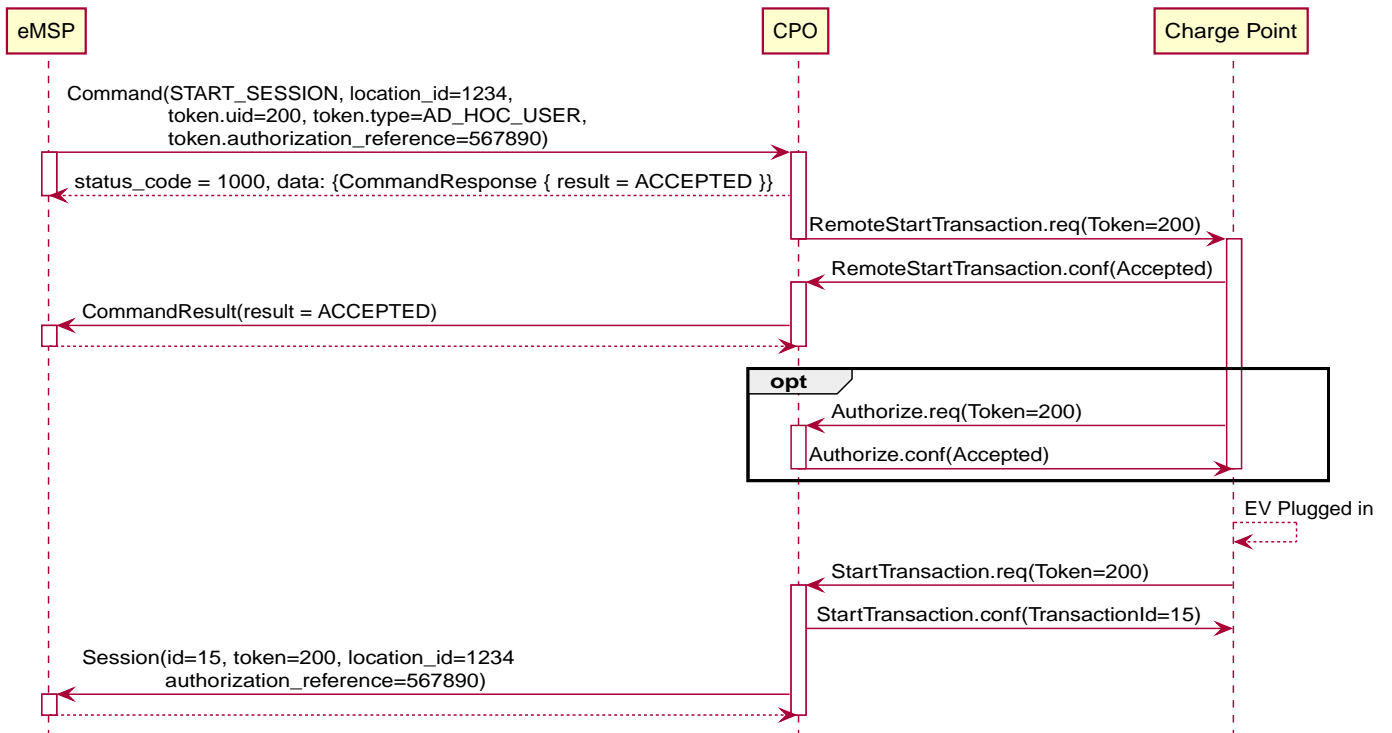 eMSP
CPO
Charge Point
Command(START_SESSION, location_id=1234,
token.uid=200, token.type=AD_HOC_USER,
token.authorization_reference=567890)
status_code = 1000, data: {CommandResponse { result = ACCEPTED }}
RemoteStartTransaction.req(Token=200)
RemoteStartTransaction.conf(Accepted)
CommandResult(result = ACCEPTED)
opt
Authorize.req(Token=200)
Authorize.conf(Accepted)
EV Plugged in
StartTransaction.req(Token=200)
StartTransaction.conf(TransactionId=15)
Session(id=15, token=200, location_id=1234
authorization_reference=567890)